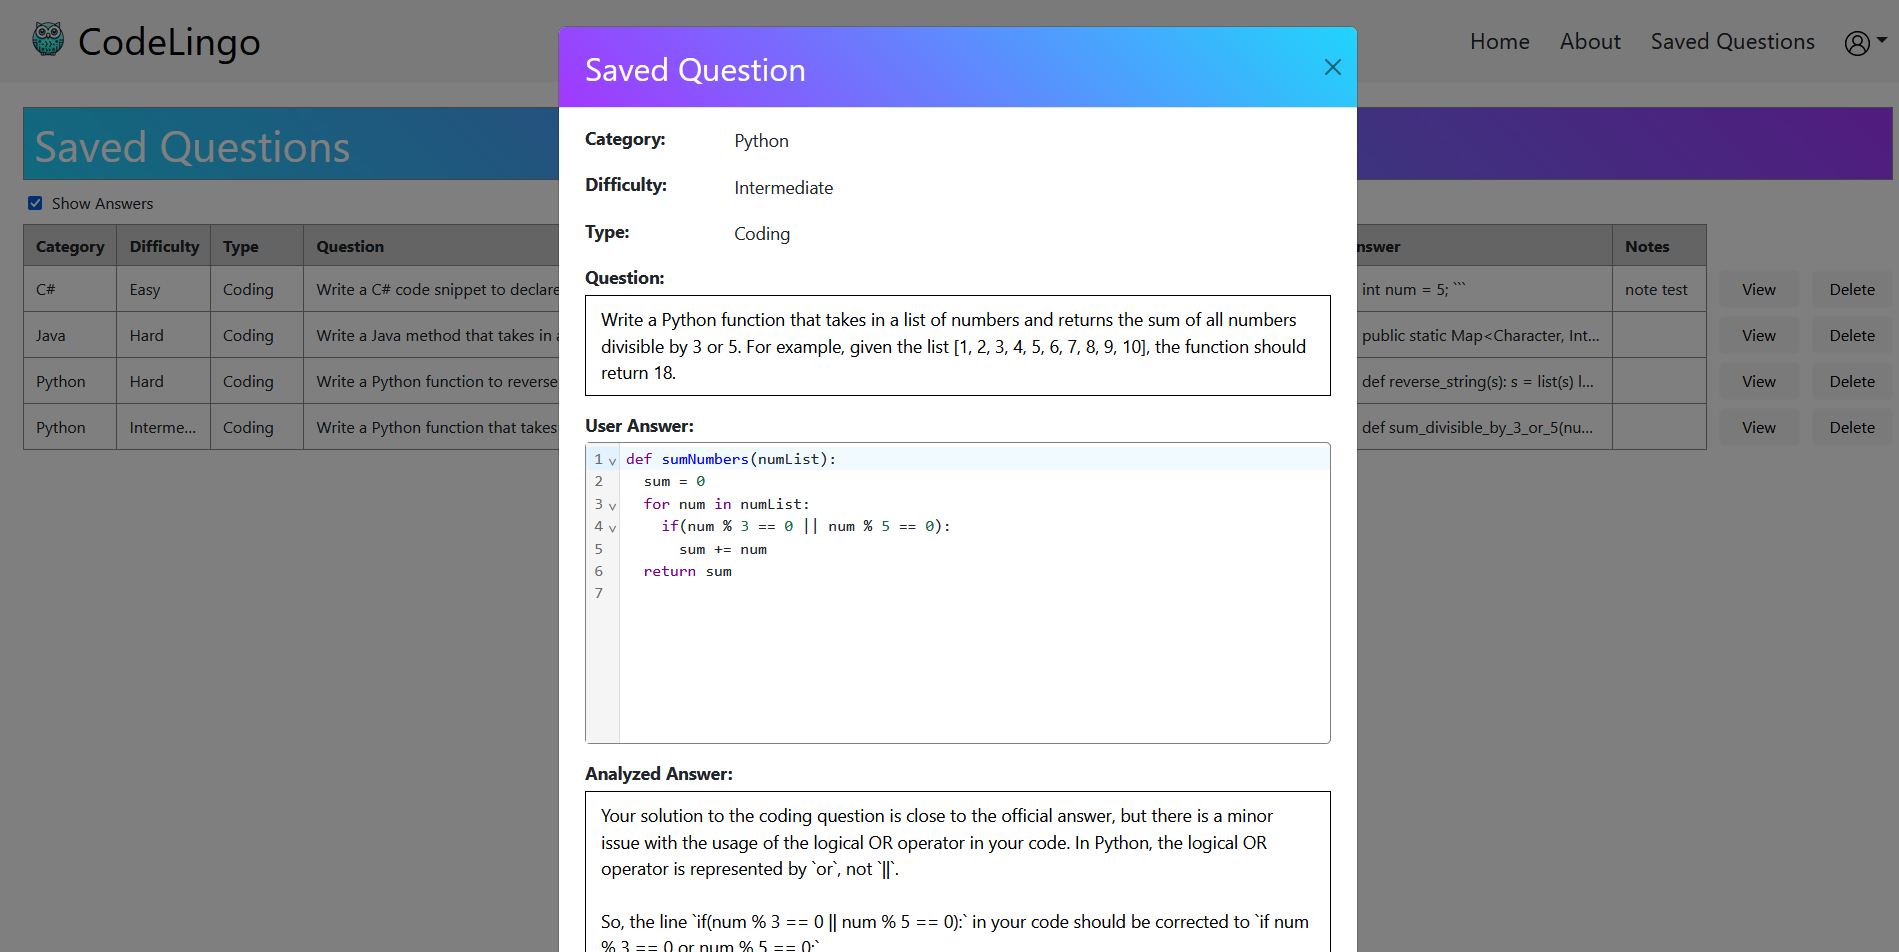 CodeLingo
Home About Saved Questions
Saved Questions
Show Answers
Category Difficulty Type Question nswer Notes
C# Easy Coding Write a C# code snippet to declare int num = 5; ``` note test View Delete
Java Hard Coding Write a Java method that takes in a public static Map<Character, Int... View Delete
Python Hard Coding Write a Python function to reverse def reverse_string(s): s = list(s) l... View Delete
Python Interme... Coding Write a Python function that takes def sum_divisible_by_3_or_5(nu... View Delete
Saved Question
Category: Python
Difficulty: Intermediate
Type: Coding
Question:
Write a Python function that takes in a list of numbers and returns the sum of all numbers
divisible by 3 or 5. For example, given the list [1, 2, 3, 4, 5, 6, 7, 8, 9, 10], the function should
return 18.
User Answer:
1 def sumNumbers(numList):
2 sum = 0
3 for num in numList:
4 if(num % 3 == 0 || num % 5 == 0):
5 sum += num
6 return sum
7
Analyzed Answer:
Your solution to the coding question is close to the official answer, but there is a minor
issue with the usage of the logical OR operator in your code. In Python, the logical OR
operator is represented by `or`, not `||`.
So, the line `if(num % 3 == 0 || num % 5 == 0):` in your code should be corrected to `if num
% 3 == 0 or num % 5 == 0:`